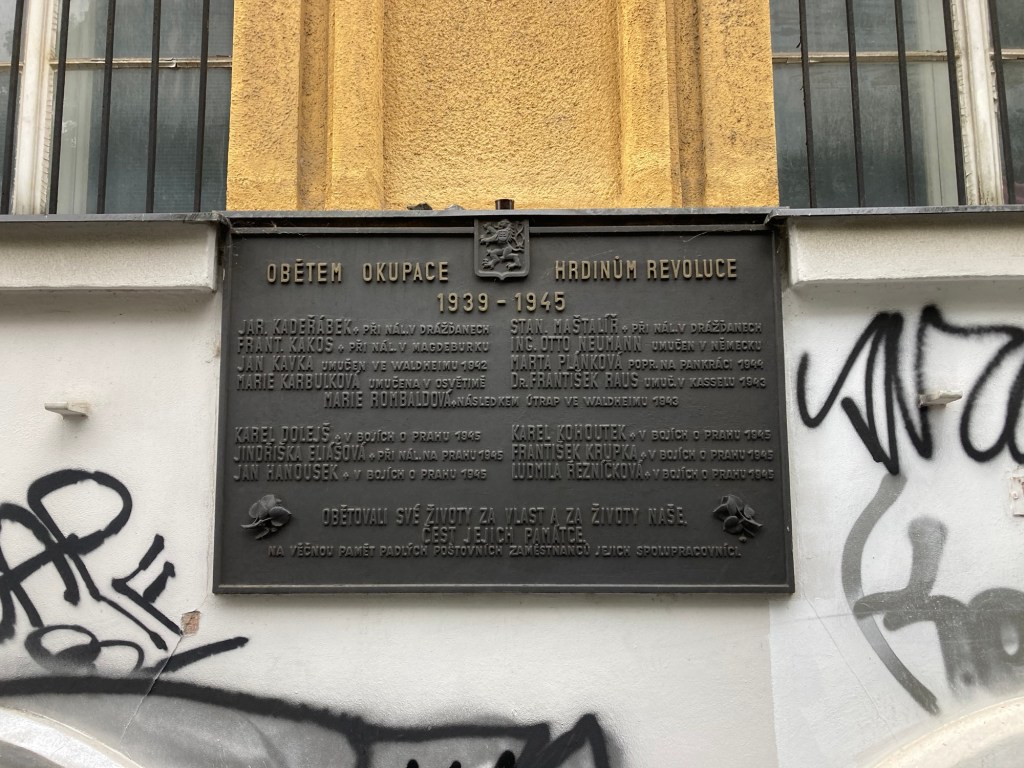 OBĚTEM OKUPACE HRDINŮM REVOLUCE
1939 - 1945
JAR. KADEŘÁBEK + PŘI NÁL. V DRÁŽĎANECH
FRANT. KAKOS + PŘI NÁL. V MAGDEBURKU
JAN KAVKA UMUČEN VE WALDHEIMU 1942
MARIE KARBULKOVÁ UMUČENA V OSVĚTIMĚ
STAN. MAŠTALÍŘ + PŘI NÁL. V DRÁŽĎANECH
ING. OTTO NEUMANN UMUČEN V NĚMECKU
MARTA PLÁNKOVÁ POPR. NA PANKRÁCI 1944
DR. FRANTIŠEK RAUS UMUČ. V KASSELU 1943
MARIE ROMBALDOVÁ + NÁSLEDKEM ÚTRAP VE WALDHEIMU 1943
KAREL DOLEJŠ + V BOJÍCH O PRAHU 1945
JINDŘIŠKA ELIÁŠOVÁ + PŘI NÁL. NA PRAHU 1945
JAN HANOUSEK + V BOJÍCH O PRAHU 1945
KAREL KOHOUTEK + V BOJÍCH O PRAHU 1945
FRANTIŠEK KRUPKA + V BOJÍCH O PRAHU 1945
LUDMILA ŘEZNÍČKOVÁ + V BOJÍCH O PRAHU 1945
OBĚTOVALI SVÉ ŽIVOTY ZA VLAST A ZA ŽIVOTY NAŠE.
ČEST JEJICH PAMÁTCE.
NA VĚČNOU PAMĚT PADLÝCH POŠTOVNÍCH ZAMĚSTNANCŮ JEJICH SPOLUPRACOVNÍCI.